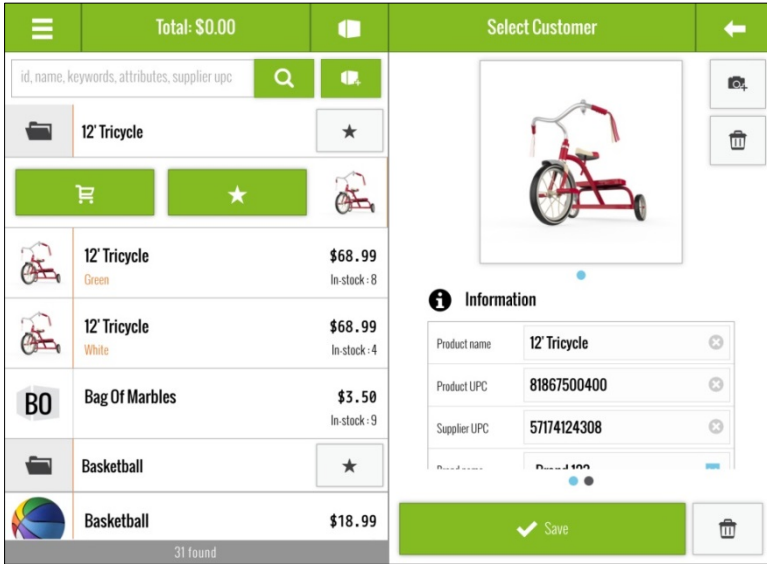 Total: $0.00
Select Customer
id, name, keywords, attributes, supplier upc
12' Tricycle
12' Tricycle
$68.99
Green
In-stock : 8
12' Tricycle
$68.99
White
In-stock : 4
BO
Bag Of Marbles
$3.50
In-stock : 9
Basketball
Basketball
$18.99
31 found
Information
Product name
12' Tricycle
Product UPC
81867500400
Supplier UPC
57174124308
Save